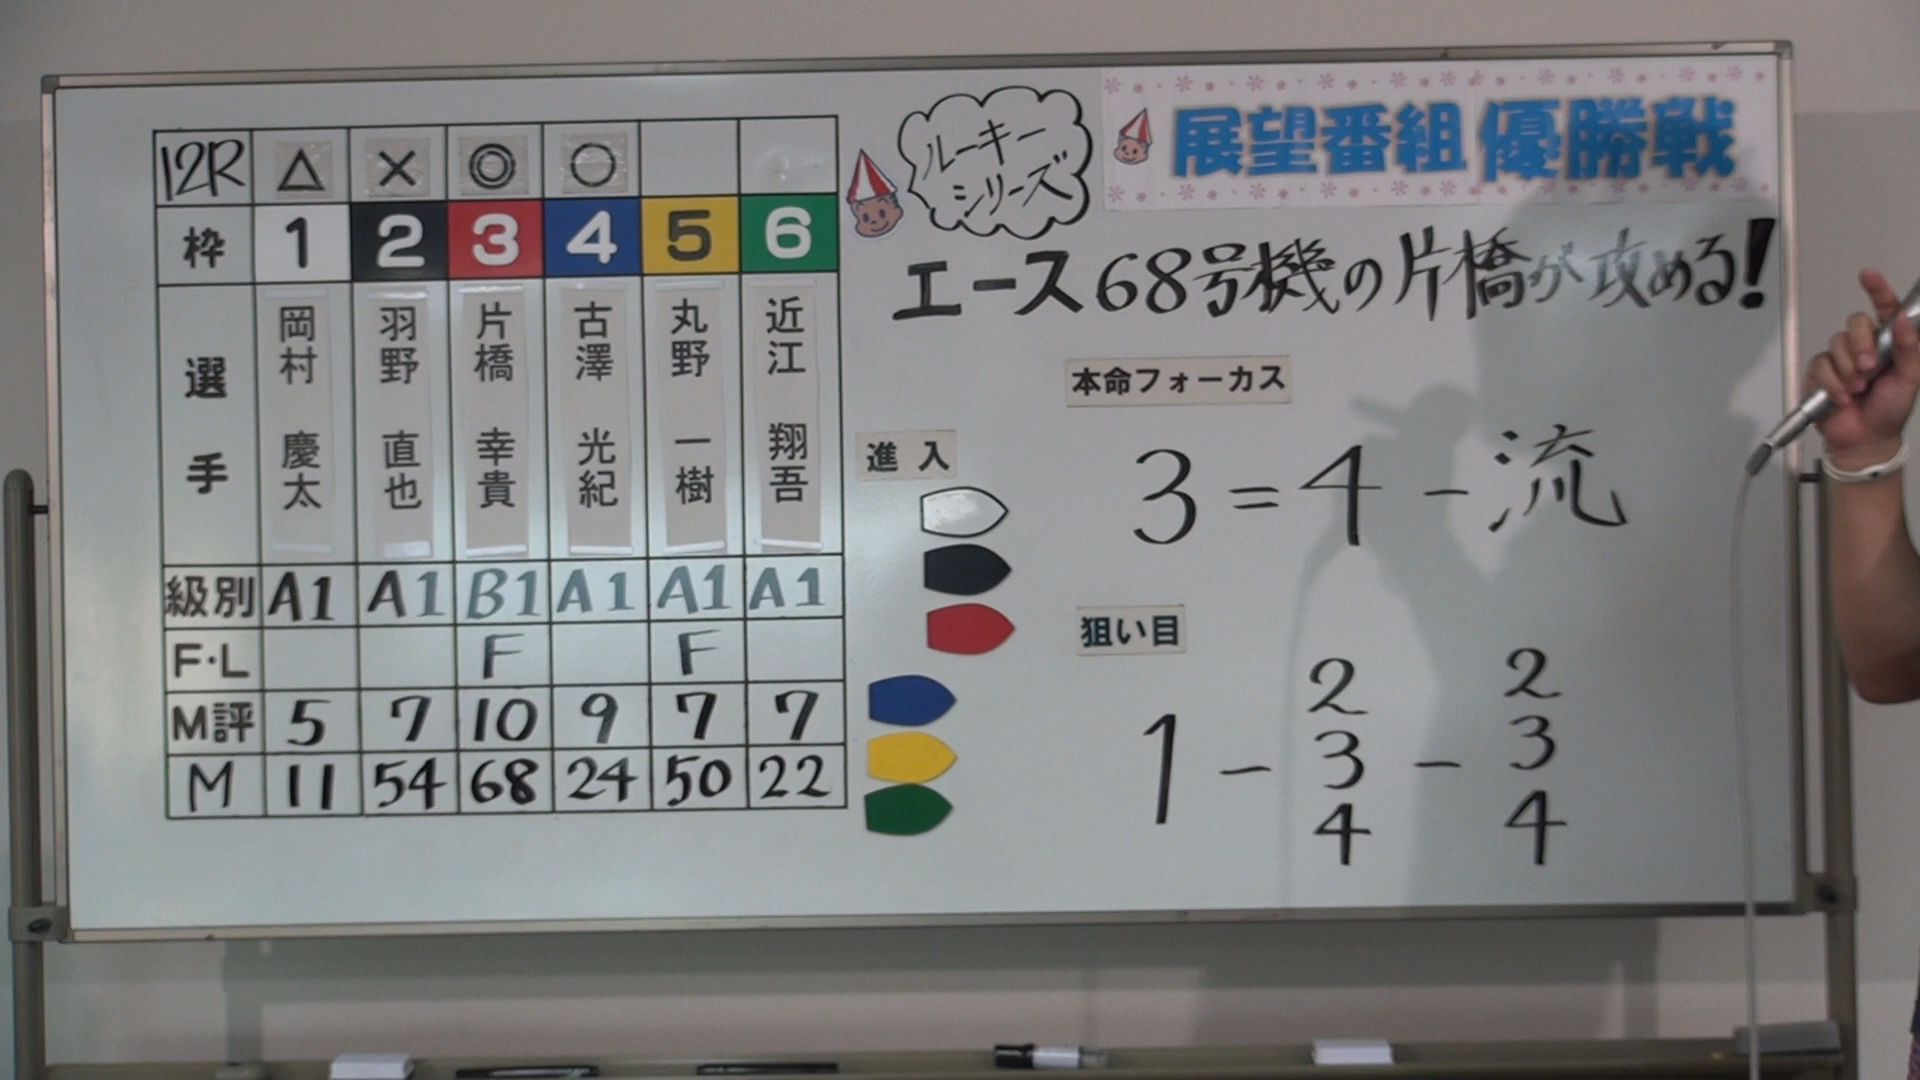 12R △ × ◎ ○
枠 1 2 3 4 5 6
選手 岡村慶太 羽野直也 片橋幸貴 古澤光紀 丸野一樹 近江翔吾
級別 A1 A1 B1 A1 A1 A1
F·L F F
M評 5 7 10 9 7 7
M 11 54 68 24 50 22
ルーキー
シリーズ
展望番組 優勝戦
エース68号機の片橋が攻める!
進入
本命フォーカス
3=4-流
狙い目
2 2
1-3-3
4 4